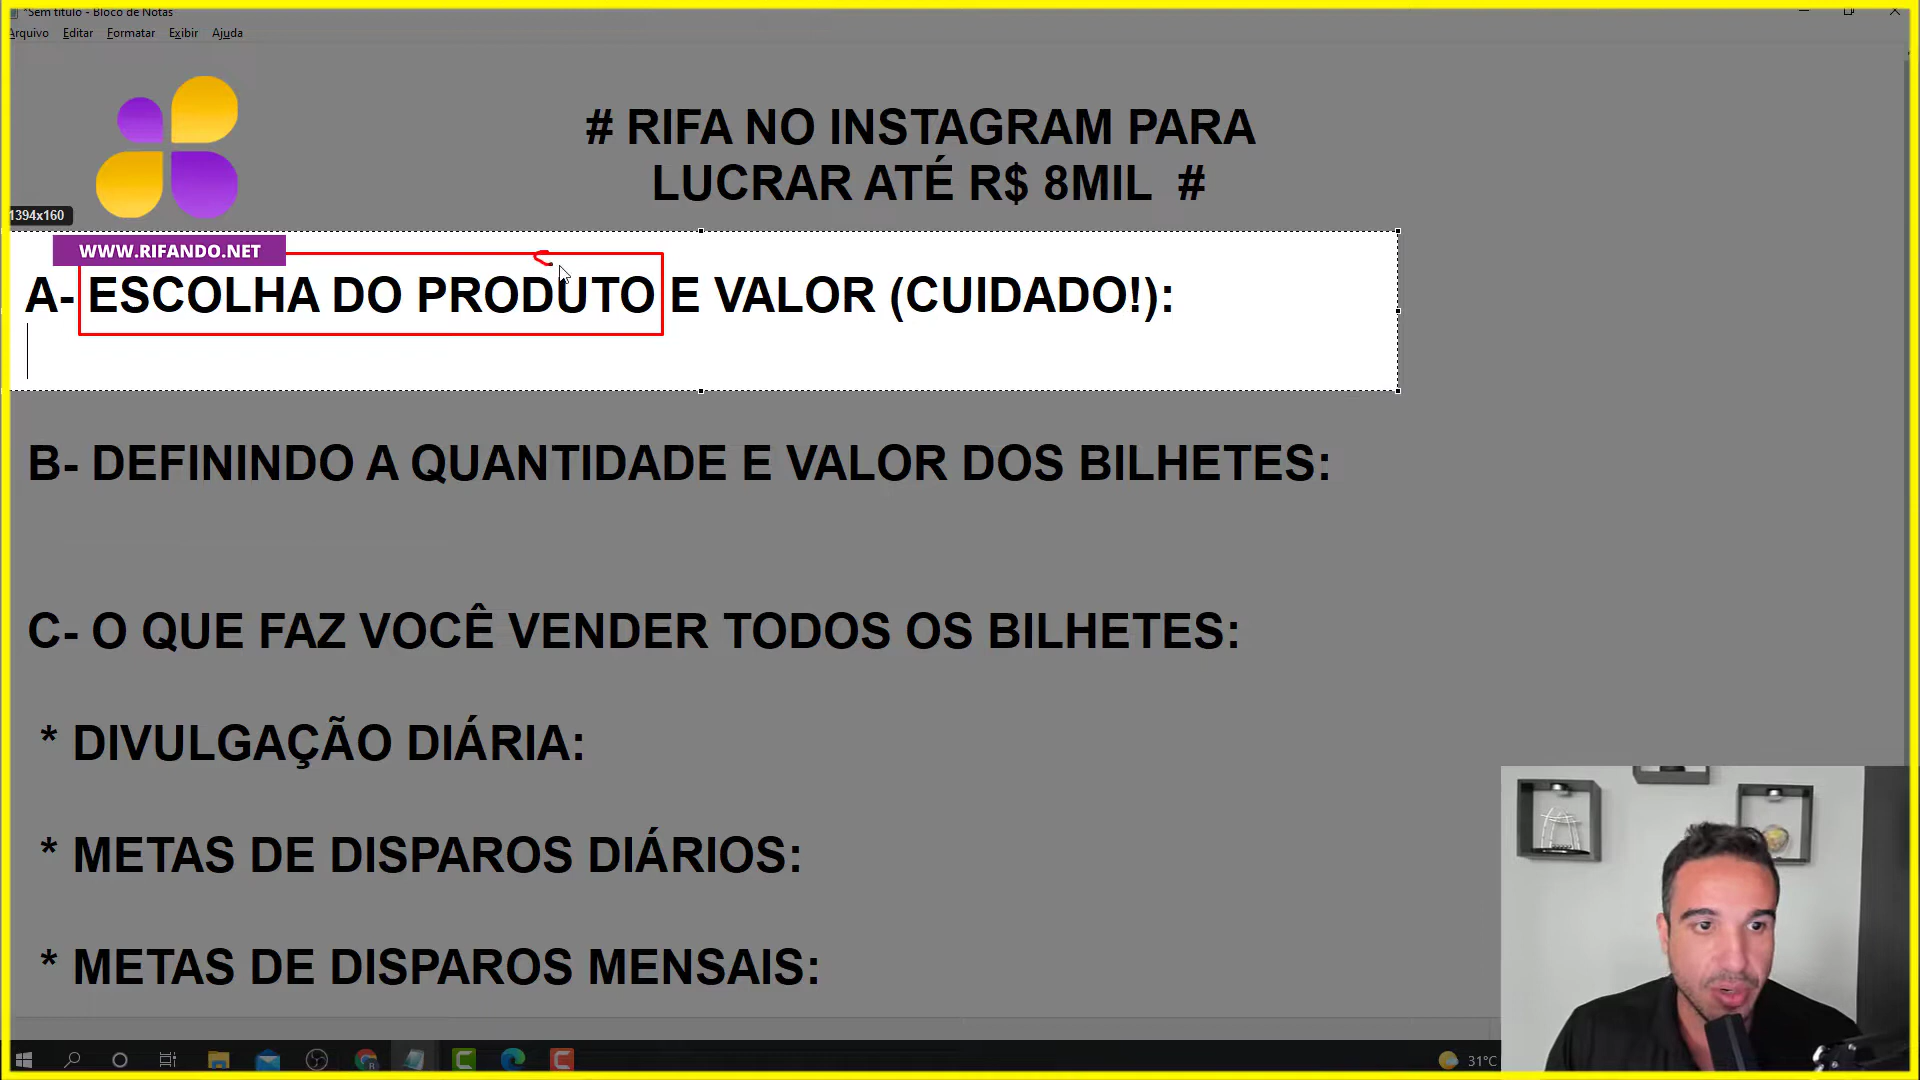 *Sem título - Bloco de Notas
Arquivo Editar Formatar Exibir Ajuda
# RIFA NO INSTAGRAM PARA
LUCRAR ATÉ R$ 8MIL #
1394x160
WWW.RIFANDO.NET
A- ESCOLHA DO PRODUTO E VALOR (CUIDADO!):
B- DEFININDO A QUANTIDADE E VALOR DOS BILHETES:
C- O QUE FAZ VOCÊ VENDER TODOS OS BILHETES:
* DIVULGAÇÃO DIÁRIA:
* METAS DE DISPAROS DIÁRIOS:
* METAS DE DISPAROS MENSAIS:
31°C